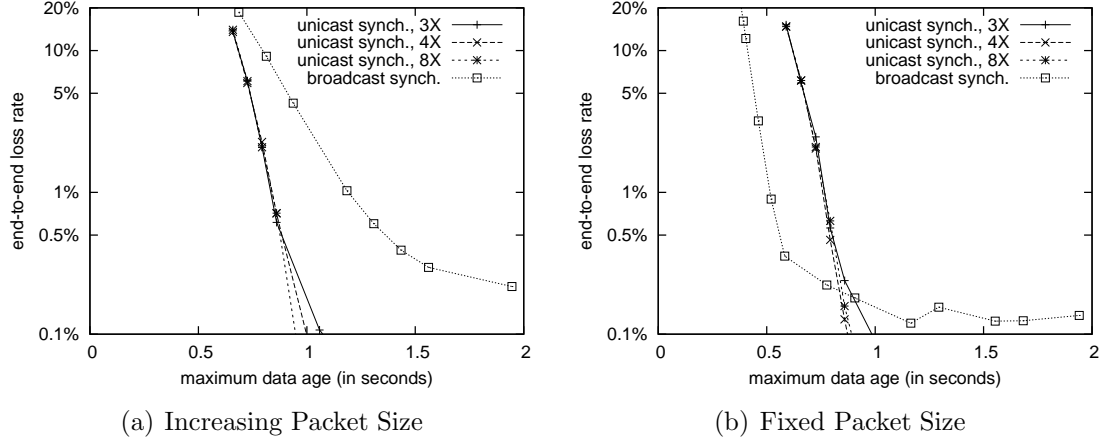 20%
10%
5%
1%
0.5%
0.1%
end-to-end loss rate
unicast synch., 3X
unicast synch., 4X
unicast synch., 8X
broadcast synch.
0
0.5
1
1.5
2
maximum data age (in seconds)
(a) Increasing Packet Size
20%
10%
5%
1%
0.5%
0.1%
end-to-end loss rate
unicast synch., 3X
unicast synch., 4X
unicast synch., 8X
broadcast synch.
0
0.5
1
1.5
2
maximum data age (in seconds)
(b) Fixed Packet Size